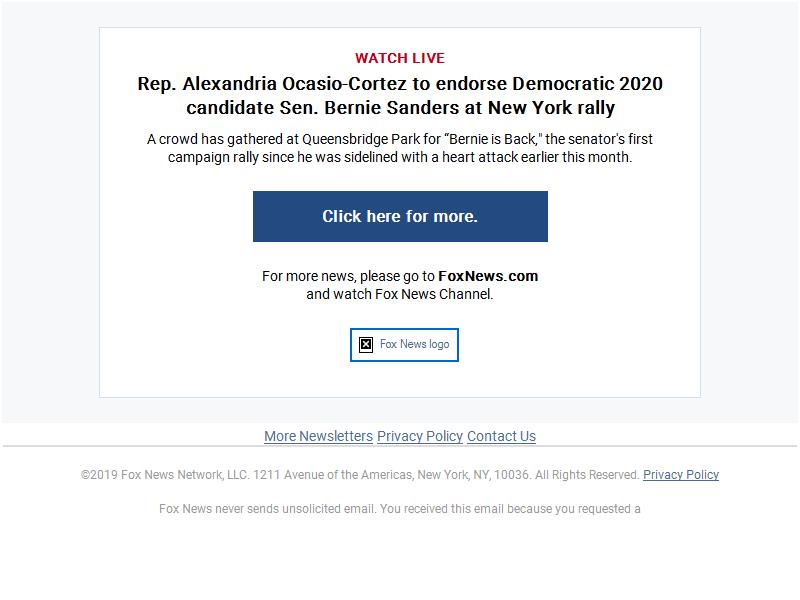 WATCH LIVE
Rep. Alexandria Ocasio-Cortez to endorse Democratic 2020
candidate Sen. Bernie Sanders at New York rally
A crowd has gathered at Queensbridge Park for “Bernie is Back," the senator's first
campaign rally since he was sidelined with a heart attack earlier this month.
Click here for more.
For more news, please go to FoxNews.com
and watch Fox News Channel.
Fox News logo
More Newsletters Privacy Policy Contact Us
©2019 Fox News Network, LLC. 1211 Avenue of the Americas, New York, NY, 10036. All Rights Reserved. Privacy Policy
Fox News never sends unsolicited email. You received this email because you requested a